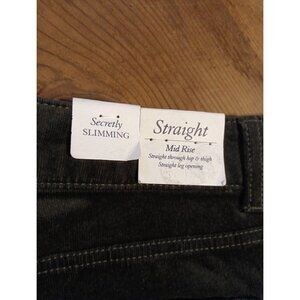 Secretly
SLIMMING
Straight
Mid Rise
Straight through hip & thigh
Straight leg opening